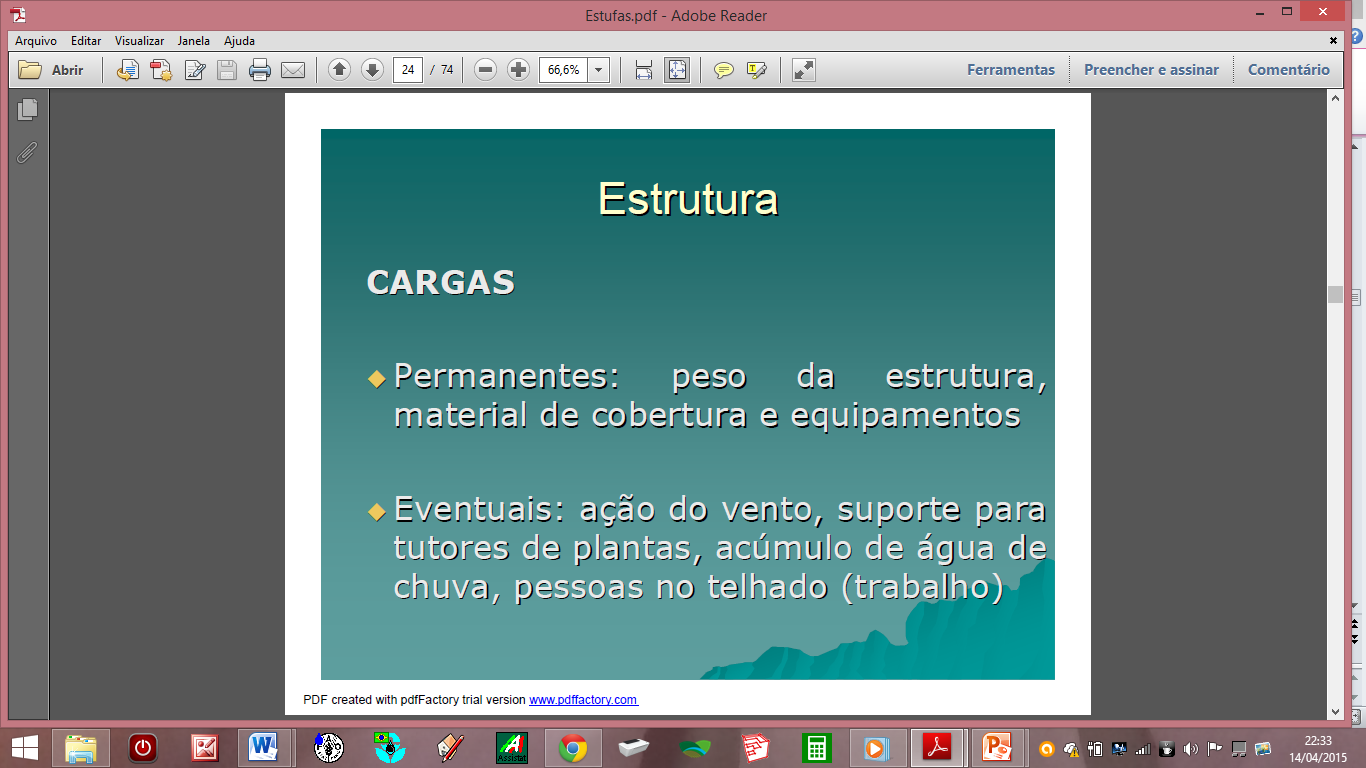 Estufas.pdf - Adobe Reader
Arquivo Editar Visualizar Janela Ajuda
Abrir 24 / 74 66,6% Ferramentas Preencher e assinar Comentário
Estrutura
CARGAS
Permanentes: peso da estrutura,
material de cobertura e equipamentos
Eventuais: ação do vento, suporte para
tutores de plantas, acúmulo de água de
chuva, pessoas no telhado (trabalho)
PDF created with pdfFactory trial version www.pdffactory.com
Assistat
22:33
14/04/2015